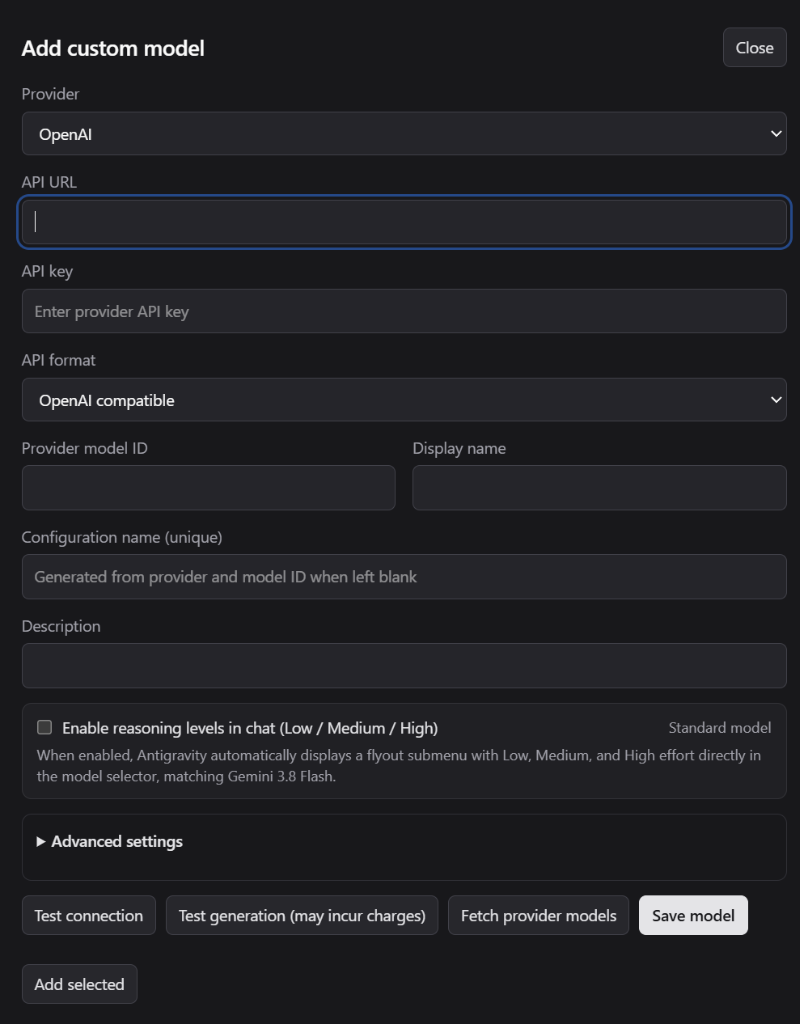 Add custom model
Close
Provider
OpenAI
API URL
API key
Enter provider API key
API format
OpenAI compatible
Provider model ID
Display name
Configuration name (unique)
Generated from provider and model ID when left blank
Description
Enable reasoning levels in chat (Low / Medium / High)
Standard model
When enabled, Antigravity automatically displays a flyout submenu with Low, Medium, and High effort directly in
the model selector, matching Gemini 3.8 Flash.
Advanced settings
Test connection
Test generation (may incur charges)
Fetch provider models
Save model
Add selected